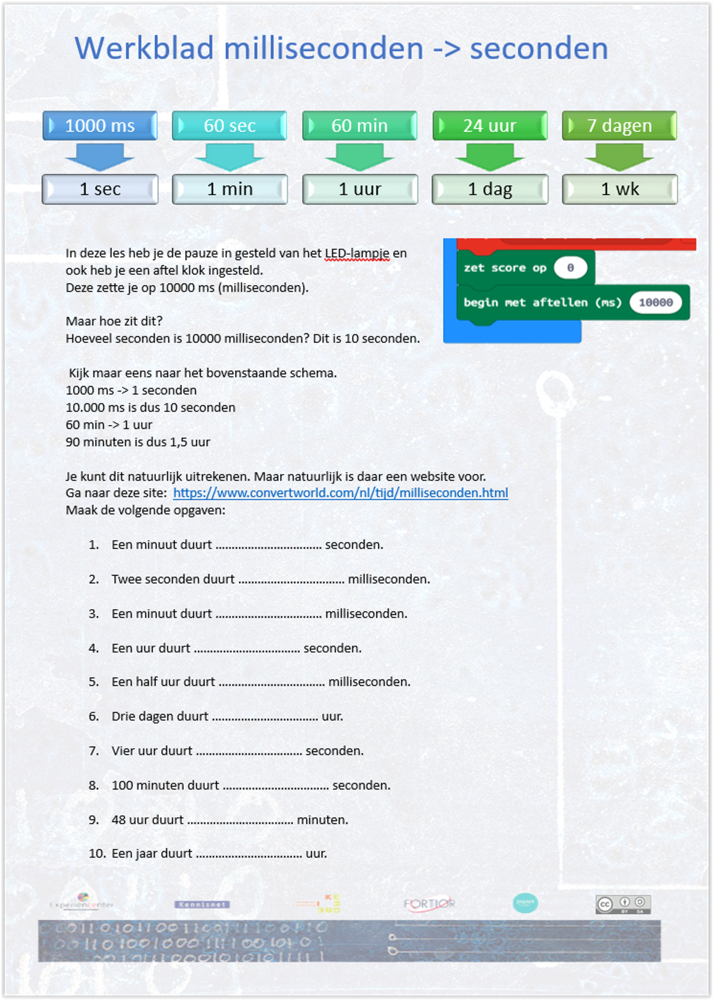 Werkblad milliseconden -> seconden
1000 ms
60 sec
60 min
24 uur
7 dagen
1 sec
1 min
1 uur
1 dag
1 wk
In deze les heb je de pauze in gesteld van het LED-lampje en
ook heb je een aftel klok ingesteld.
Deze zette je op 10000 ms (milliseconden).
zet score op 0
begin met aftellen (ms) 10000
Maar hoe zit dit?
Hoeveel seconden is 10000 milliseconden? Dit is 10 seconden.
Kijk maar eens naar het bovenstaande schema.
1000 ms -> 1 seconden
10.000 ms is dus 10 seconden
60 min -> 1 uur
90 minuten is dus 1,5 uur
Je kunt dit natuurlijk uitrekenen. Maar natuurlijk is daar een website voor.
Ga naar deze site: https://www.convertworld.com/nl/tijd/milliseconden.html
Maak de volgende opgaven:
1. Een minuut duurt ................................. seconden.
2. Twee seconden duurt ................................. milliseconden.
3. Een minuut duurt ................................. milliseconden.
4. Een uur duurt ................................. seconden.
5. Een half uur duurt ................................. milliseconden.
6. Drie dagen duurt ................................. uur.
7. Vier uur duurt ................................. seconden.
8. 100 minuten duurt ................................. seconden.
9. 48 uur duurt ................................. minuten.
10. Een jaar duurt ................................. uur.
Experiencenter
Kennisnet
FORTIOR
CC BY SA